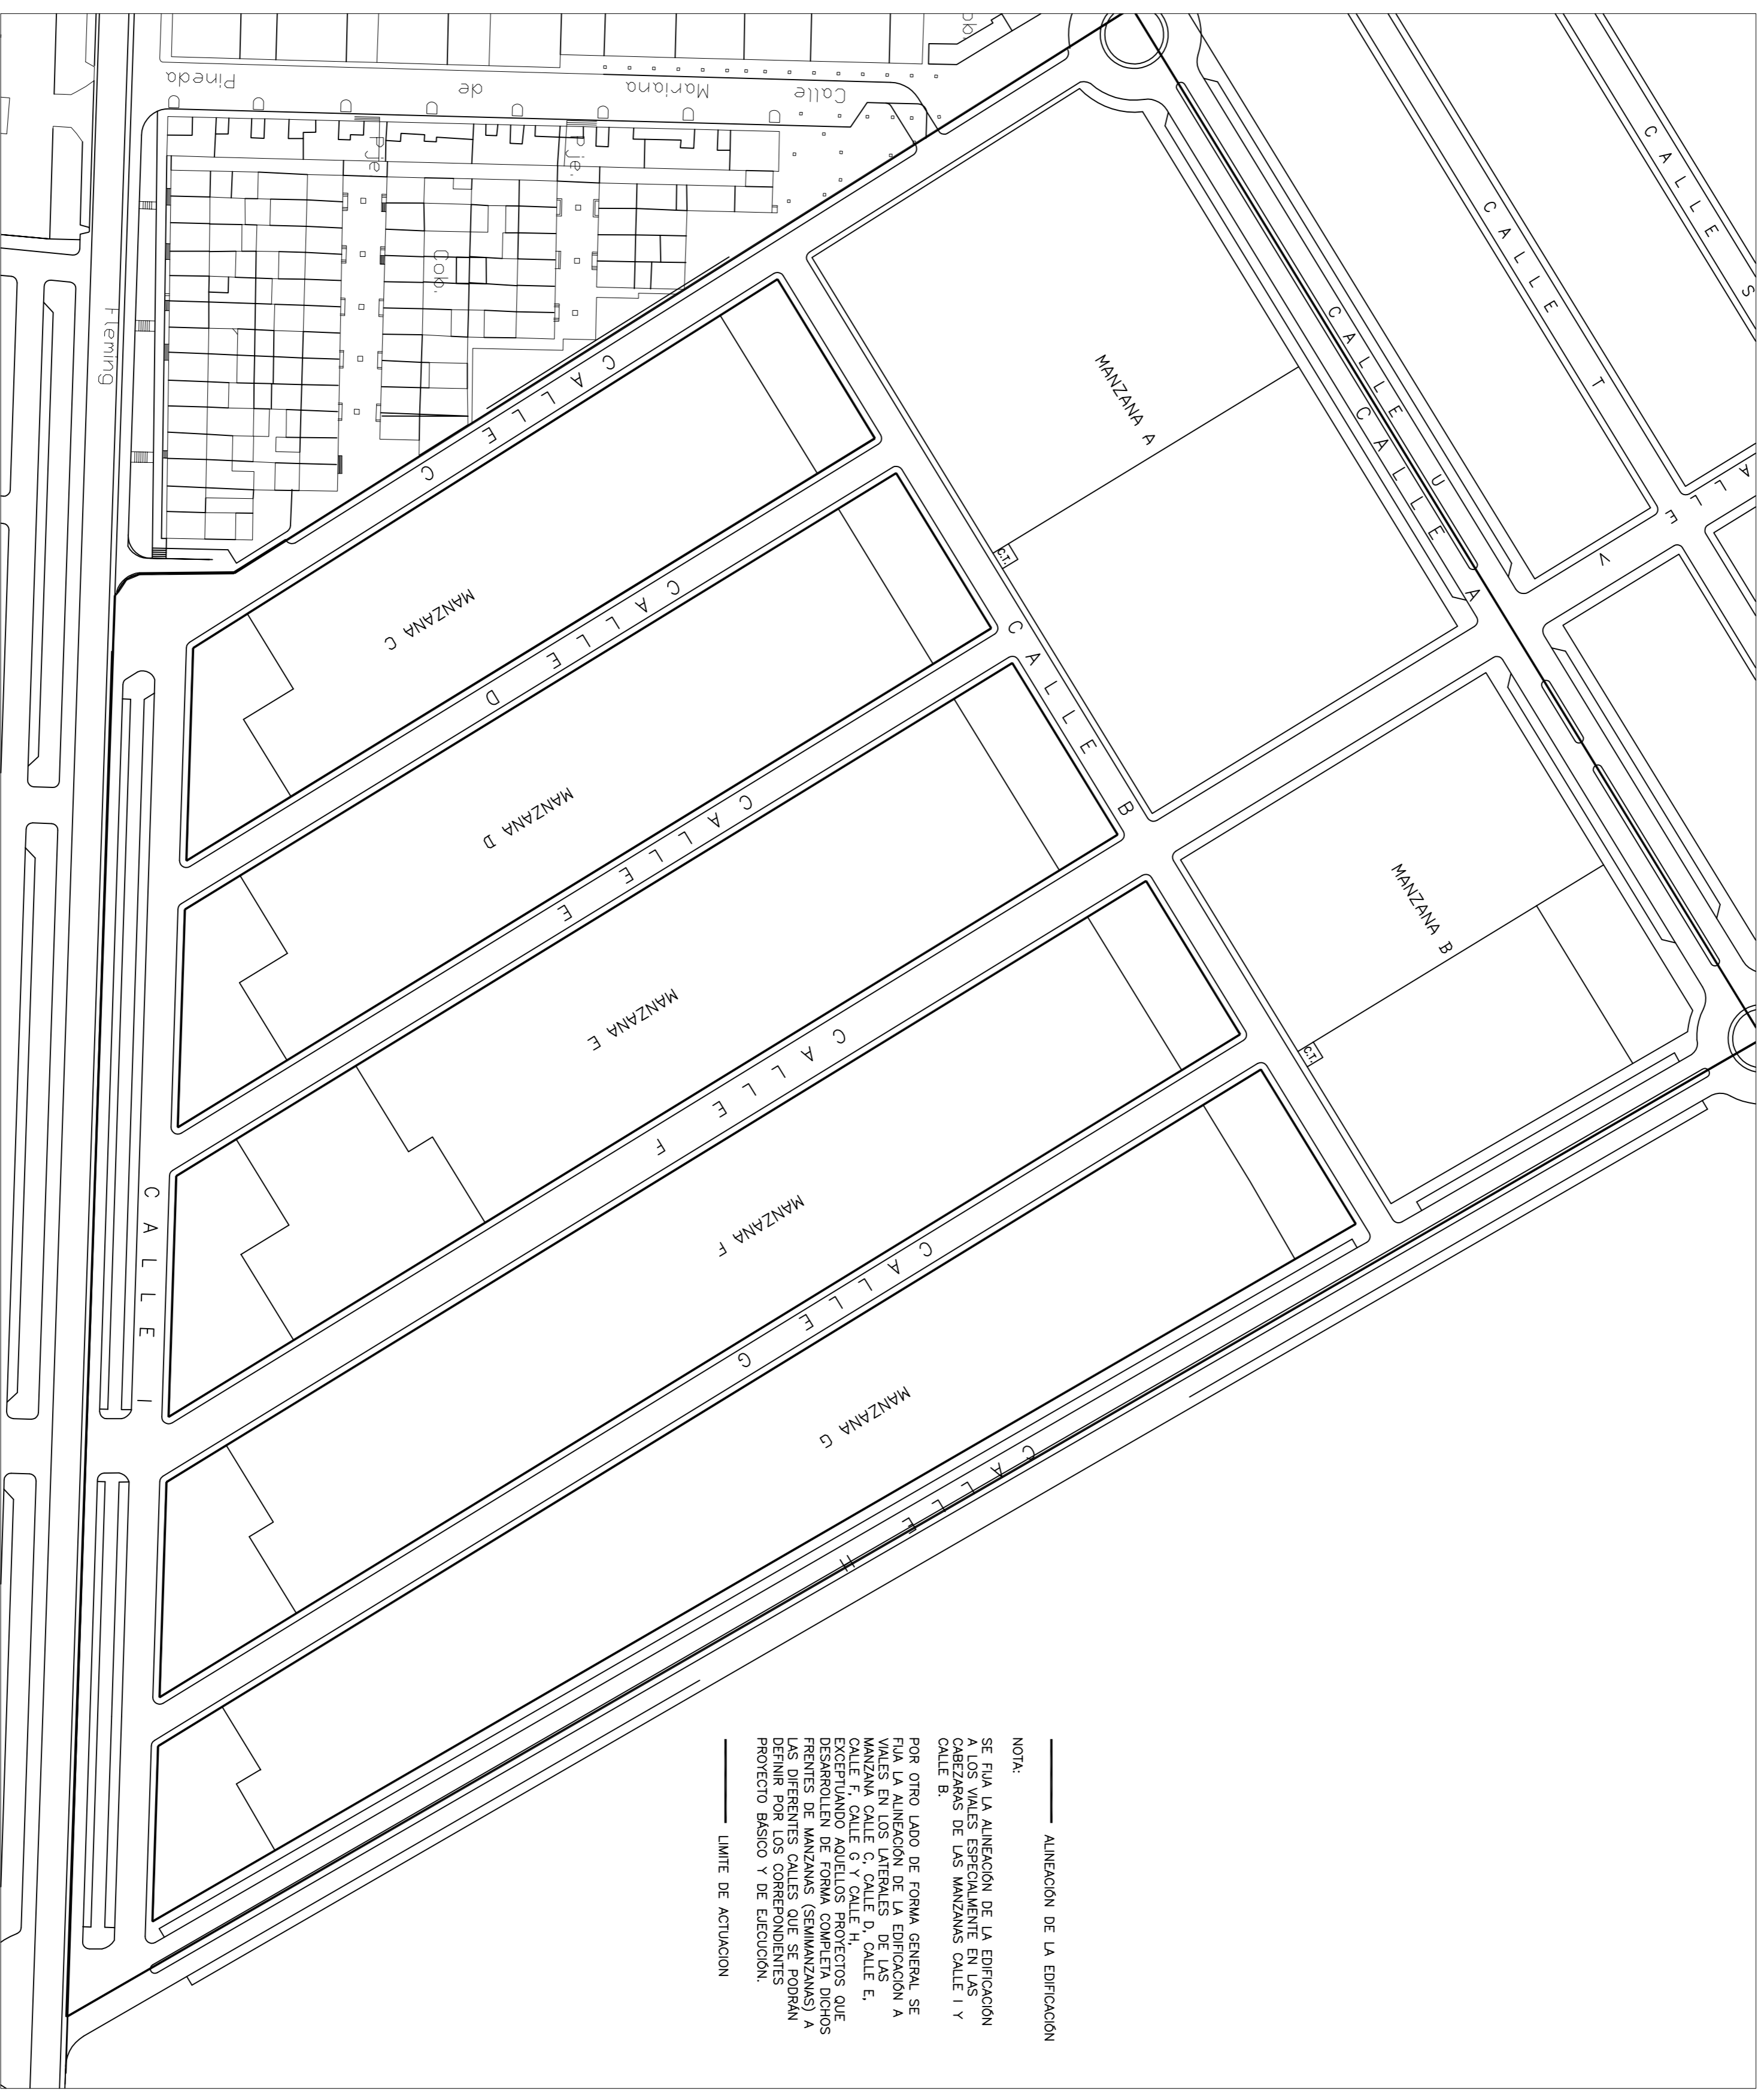 Calle Mariana de Pineda
Pje.
Pje.
Colp.
Fleming
CALLE S
CALLE T
CALLE U
CALLE A
CALLE V
MANZANA A
C.T.
CALLE B
MANZANA B
C.T.
CALLE C
MANZANA C
CALLE D
MANZANA D
CALLE E
MANZANA E
CALLE F
MANZANA F
CALLE G
MANZANA G
CALLE H
CALLE I
ALINEACIÓN DE LA EDIFICACIÓN
NOTA:
SE FIJA LA ALINEACIÓN DE LA EDIFICACIÓN
A LOS VIALES ESPECIALMENTE EN LAS
CABEZARAS DE LAS MANZANAS CALLE I Y
CALLE B.
POR OTRO LADO DE FORMA GENERAL SE
FIJA LA ALINEACIÓN DE LA EDIFICACIÓN A
VIALES EN LOS LATERALES DE LAS
MANZANA CALLE C, CALLE D, CALLE E,
CALLE F, CALLE G Y CALLE H,
EXCEPTUANDO AQUELLOS PROYECTOS QUE
DESARROLLEN DE FORMA COMPLETA DICHOS
FRENTES DE MANZANAS (SEMIMANZANAS) A
LAS DIFERENTES CALLES QUE SE PODRÁN
DEFINIR POR LOS CORREPONDIENTES
PROYECTO BÁSICO Y DE EJECUCIÓN.
LIMITE DE ACTUACION